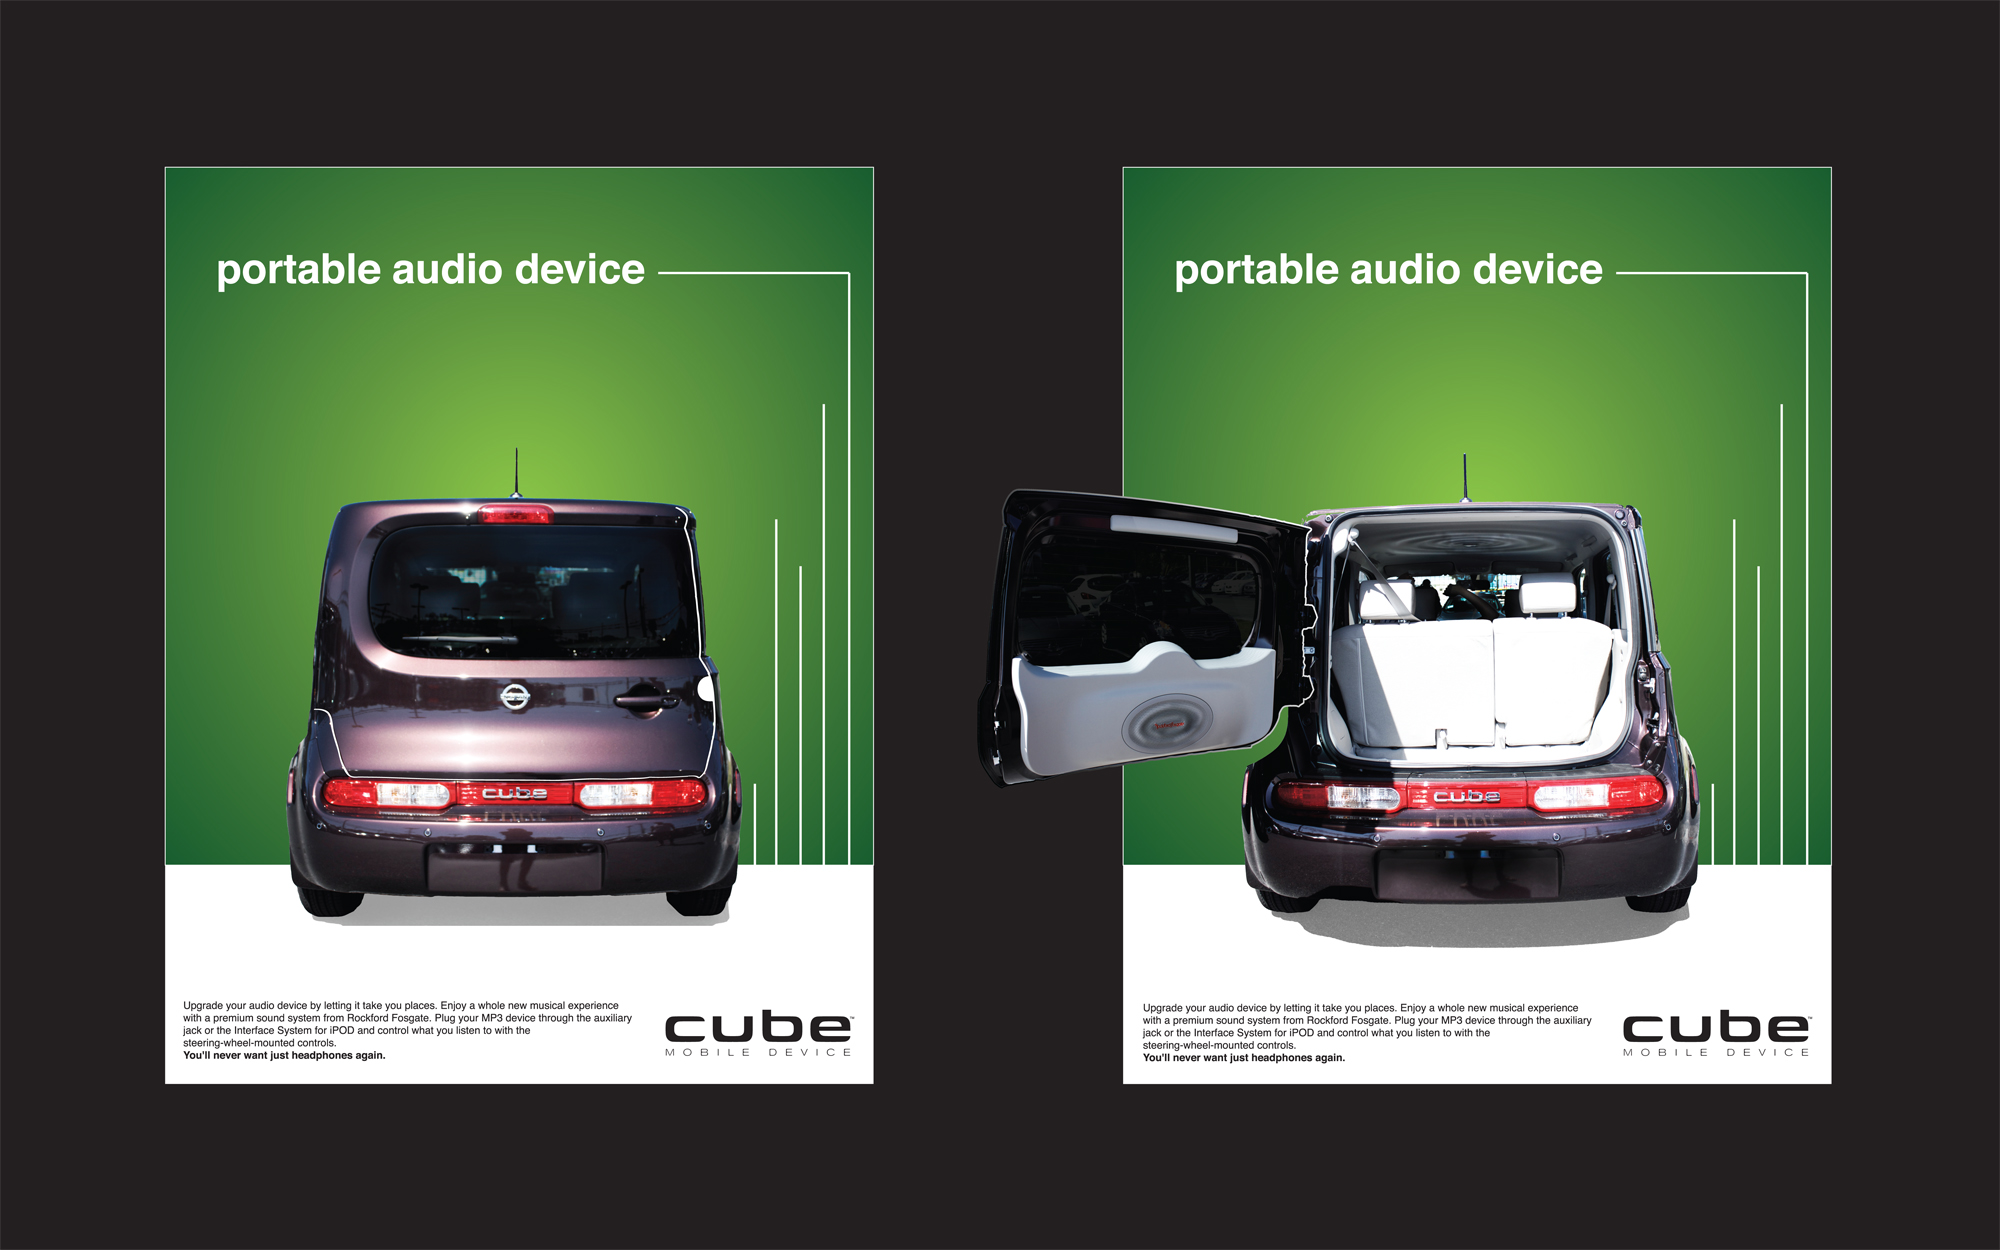 portable audio device
cube
Upgrade your audio device by letting it take you places. Enjoy a whole new musical experience
with a premium sound system from Rockford Fosgate. Plug your MP3 device through the auxiliary
jack or the Interface System for iPOD and control what you listen to with the
steering-wheel-mounted controls.
You'll never want just headphones again.
cube™
MOBILE DEVICE
portable audio device
cube
Upgrade your audio device by letting it take you places. Enjoy a whole new musical experience
with a premium sound system from Rockford Fosgate. Plug your MP3 device through the auxiliary
jack or the Interface System for iPOD and control what you listen to with the
steering-wheel-mounted controls.
You'll never want just headphones again.
cube™
MOBILE DEVICE